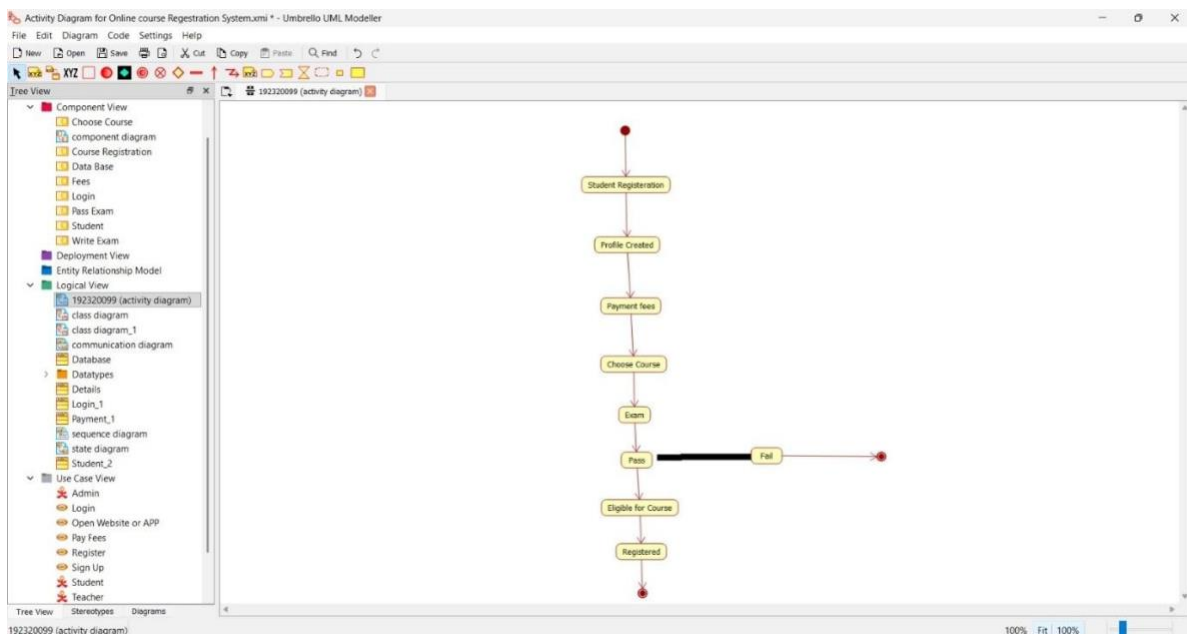 Activity Diagram for Online course Regestration System.xmi * - Umbrello UML Modeller
File Edit Diagram Code Settings Help
New Open Save Cut Copy Paste Find
XYZ
Tree View
192320099 (activity diagram)
Component View
Choose Course
component diagram
Course Registration
Data Base
Fees
Login
Pass Exam
Student
Write Exam
Deployment View
Entity Relationship Model
Logical View
192320099 (activity diagram)
class diagram
class diagram_1
communication diagram
Database
Datatypes
Details
Login_1
Payment_1
sequence diagram
state diagram
Student_2
Use Case View
Admin
Login
Open Website or APP
Pay Fees
Register
Sign Up
Student
Teacher
Tree View Stereotypes Diagrams
Student Registeration
Profile Created
Payment fees
Choose Course
Exam
Pass
Fail
Eligible for Course
Registered
192320099 (activity diagram)
100% Fit 100%